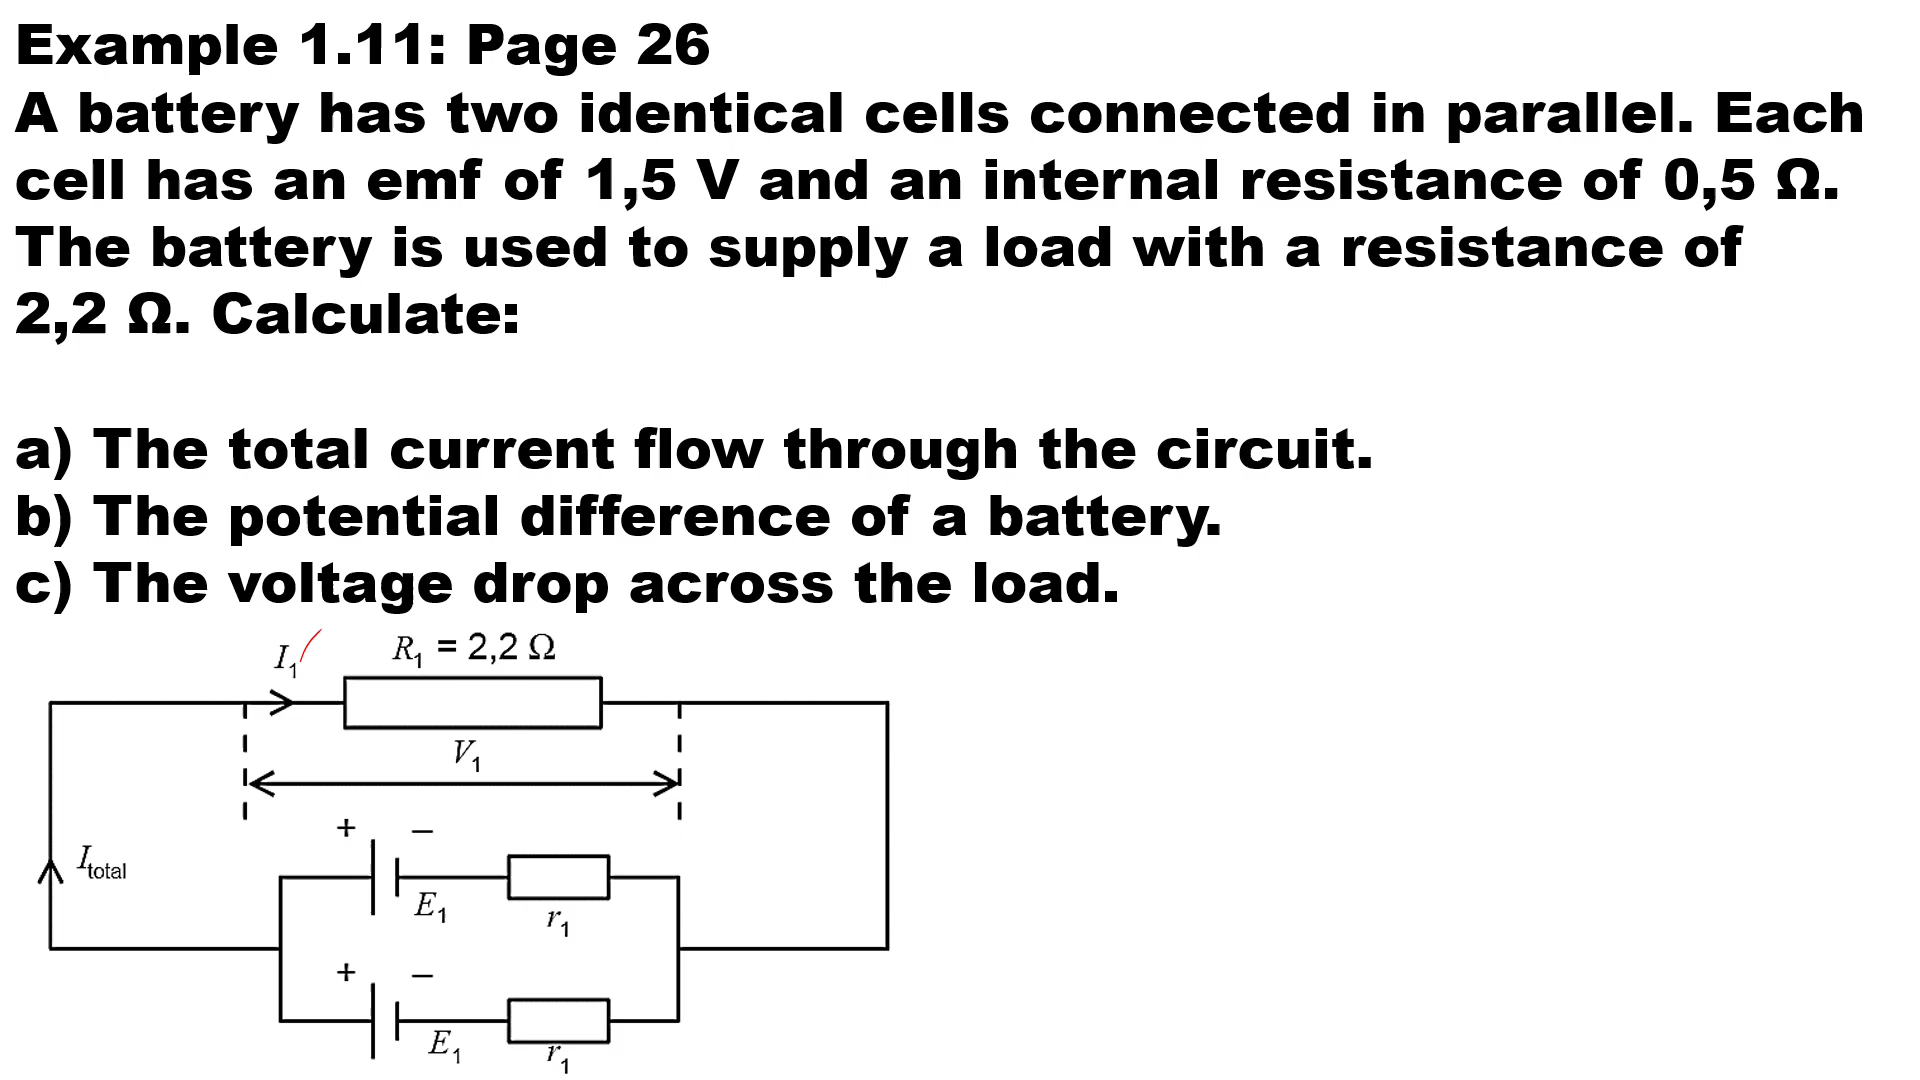 Example 1.11: Page 26
A battery has two identical cells connected in parallel. Each
cell has an emf of 1,5 V and an internal resistance of 0,5 Ω.
The battery is used to supply a load with a resistance of
2,2 Ω. Calculate:
a) The total current flow through the circuit.
b) The potential difference of a battery.
c) The voltage drop across the load.
I₁ R₁ = 2,2 Ω
V₁
+ –
Itotal
E₁ r₁
+ –
E₁ r₁